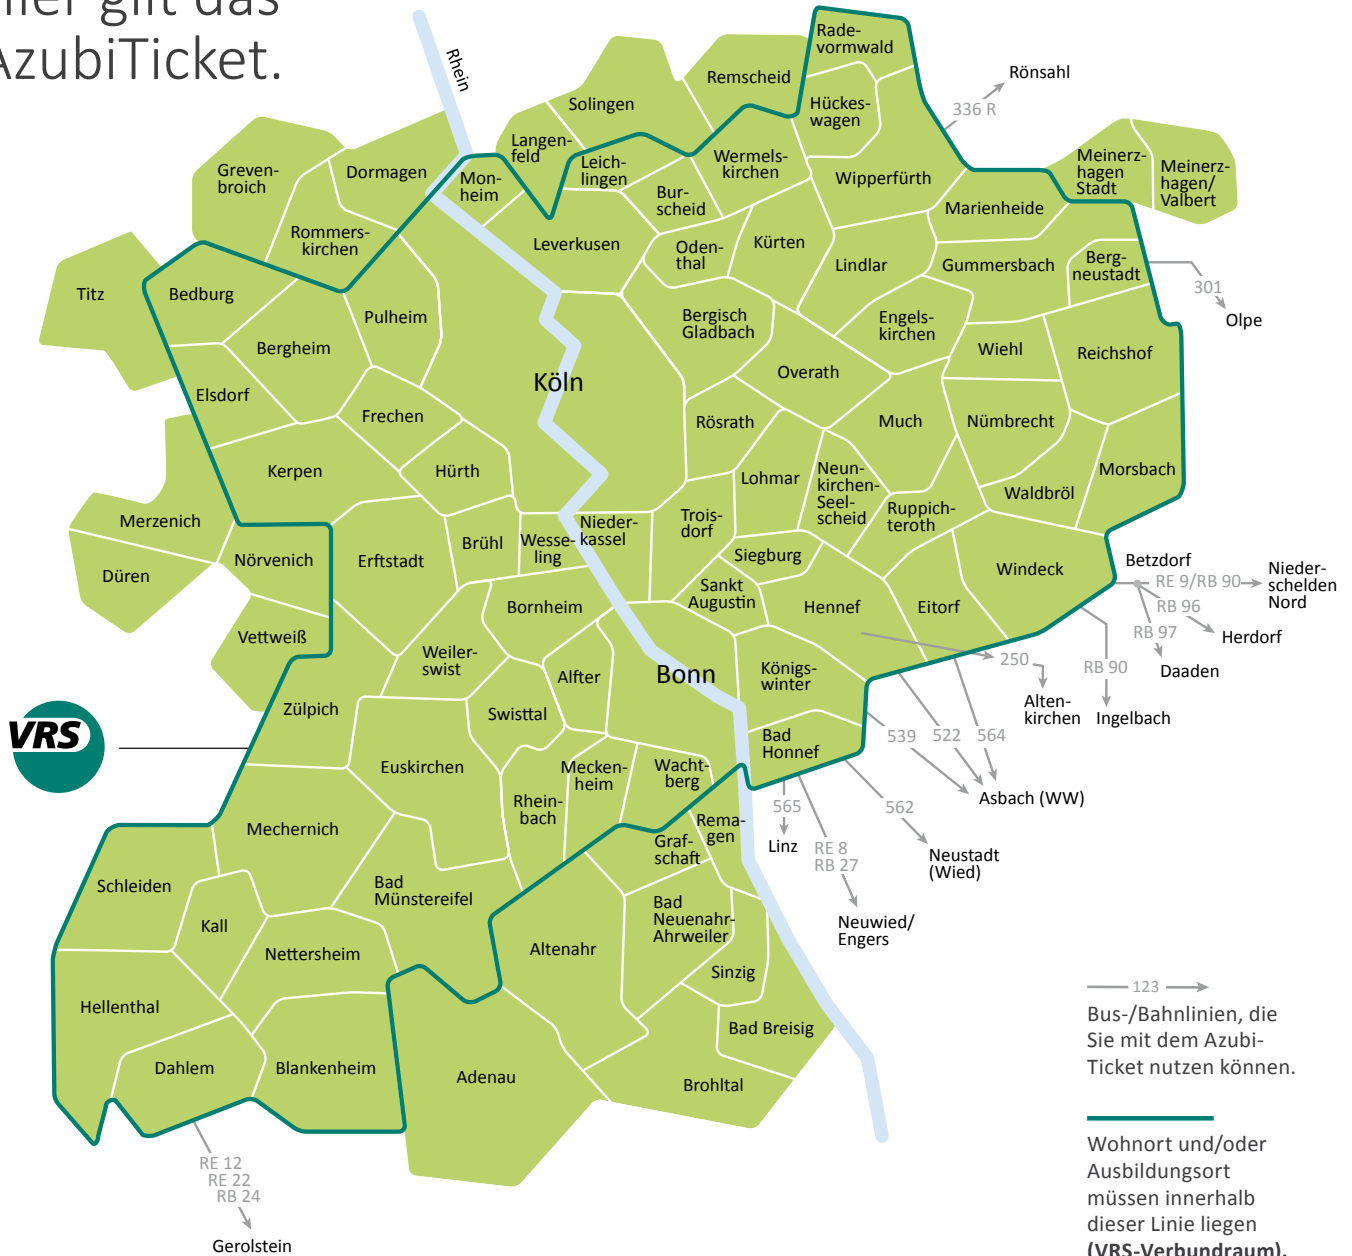 Hier gilt das
AzubiTicket.
Rhein
Rade-
vormwald
Rönsahl
336 R
Remscheid
Solingen
Hückes-
wagen
Langen-
feld
Leich-
lingen
Wermels-
kirchen
Wipperfürth
Meinerz-
hagen
Stadt
Meinerz-
hagen/
Valbert
Greven-
broich
Dormagen
Mon-
heim
Bur-
scheid
Marienheide
Rommers-
kirchen
Leverkusen
Oden-
thal
Kürten
Lindlar
Gummersbach
Berg-
neustadt
301
Olpe
Titz
Bedburg
Pulheim
Bergisch
Gladbach
Engels-
kirchen
Wiehl
Reichshof
Bergheim
Köln
Overath
Elsdorf
Frechen
Rösrath
Much
Nümbrecht
Kerpen
Hürth
Lohmar
Neun-
kirchen-
Seel-
scheid
Ruppich-
teroth
Waldbröl
Morsbach
Merzenich
Düren
Nörvenich
Erftstadt
Brühl
Wesse-
ling
Nieder-
kassel
Trois-
dorf
Siegburg
Sankt
Augustin
Hennef
Eitorf
Windeck
Betzdorf
RE 9/RB 90
Nieder-
schelden
Nord
RB 96
Herdorf
RB 97
Daaden
RB 90
Ingelbach
250
Alten-
kirchen
Vettweiß
Bornheim
Weiler-
swist
Alfter
Bonn
Königs-
winter
VRS
Zülpich
Swisttal
Bad
Honnef
539
522
564
Asbach (WW)
Euskirchen
Rhein-
bach
Mecken-
heim
Wacht-
berg
565
Linz
562
Neustadt
(Wied)
RE 8
RB 27
Neuwied/
Engers
Mechernich
Graf-
schaft
Rema-
gen
Schleiden
Kall
Bad
Münstereifel
Bad
Neuenahr-
Ahrweiler
Nettersheim
Altenahr
Sinzig
Hellenthal
Bad Breisig
Dahlem
Blankenheim
Adenau
Brohltal
RE 12
RE 22
RB 24
Gerolstein
123
Bus-/Bahnlinien, die
Sie mit dem Azubi-
Ticket nutzen können.
Wohnort und/oder
Ausbildungsort
müssen innerhalb
dieser Linie liegen
(VRS-Verbundraum).